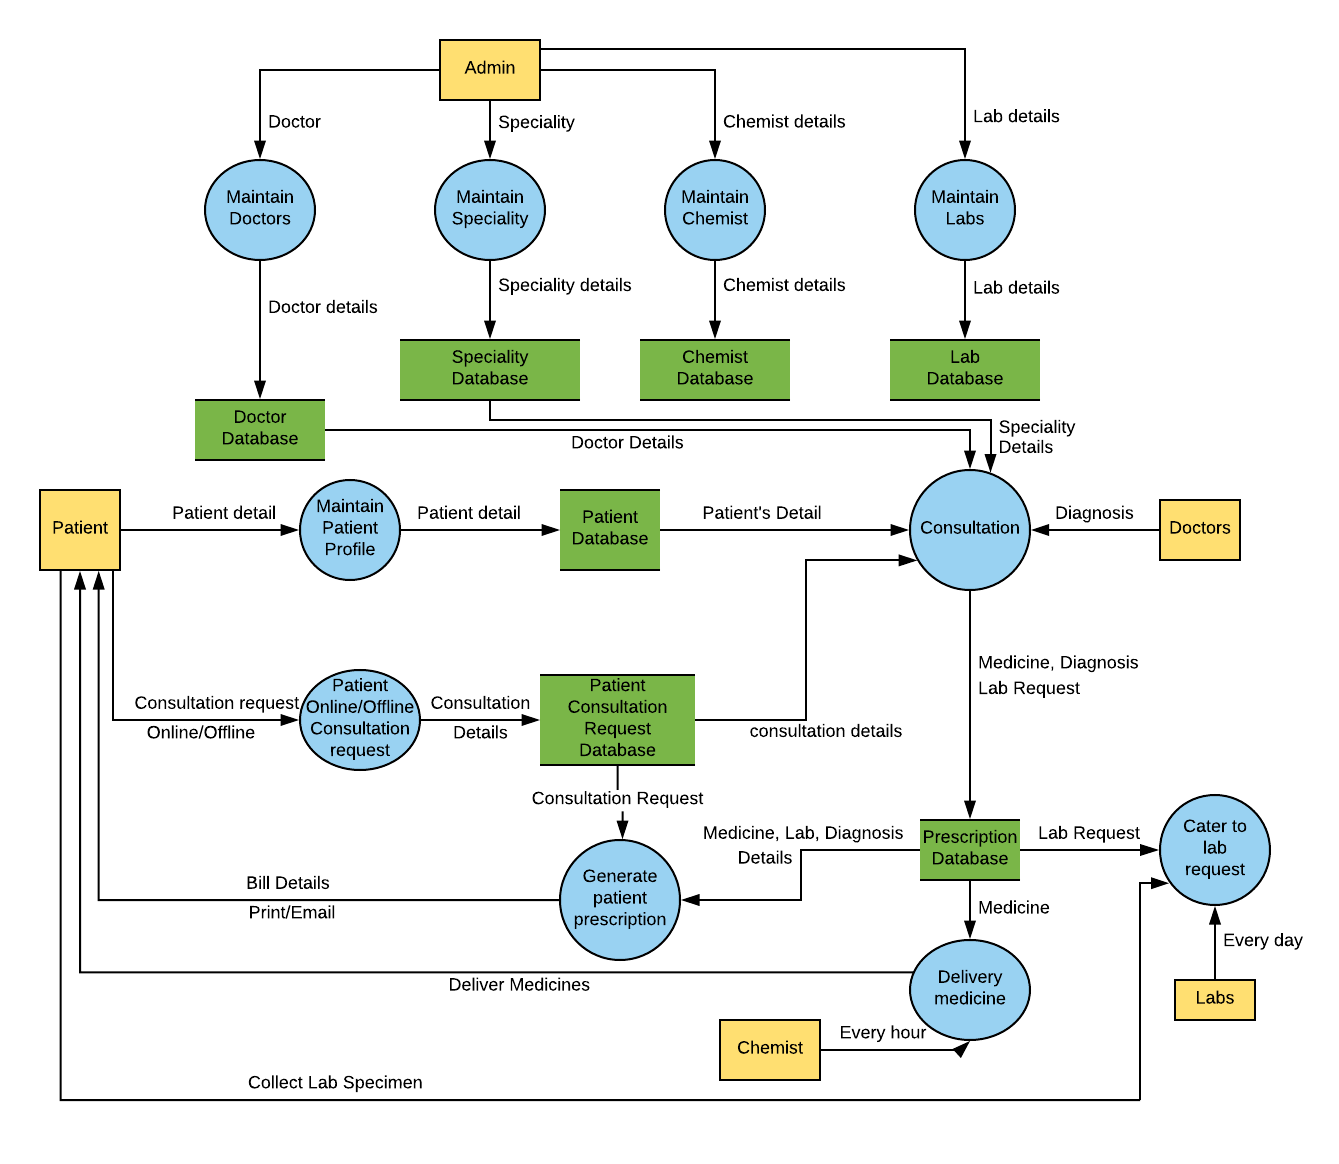 Admin
Doctor
Speciality
Chemist details
Lab details
Maintain
Doctors
Maintain
Speciality
Maintain
Chemist
Maintain
Labs
Doctor details
Speciality details
Chemist details
Lab details
Speciality
Database
Chemist
Database
Lab
Database
Doctor
Database
Doctor Details
Speciality
Details
Patient
Patient detail
Maintain
Patient
Profile
Patient detail
Patient
Database
Patient's Detail
Consultation
Diagnosis
Doctors
Consultation request
Online/Offline
Patient
Online/Offline
Consultation
request
Consultation
Details
Patient
Consultation
Request
Database
consultation details
Medicine, Diagnosis
Lab Request
Consultation Request
Medicine, Lab, Diagnosis
Details
Prescription
Database
Lab Request
Cater to
lab
request
Bill Details
Print/Email
Generate
patient
prescription
Medicine
Every day
Deliver Medicines
Delivery
medicine
Labs
Chemist
Every hour
Collect Lab Specimen